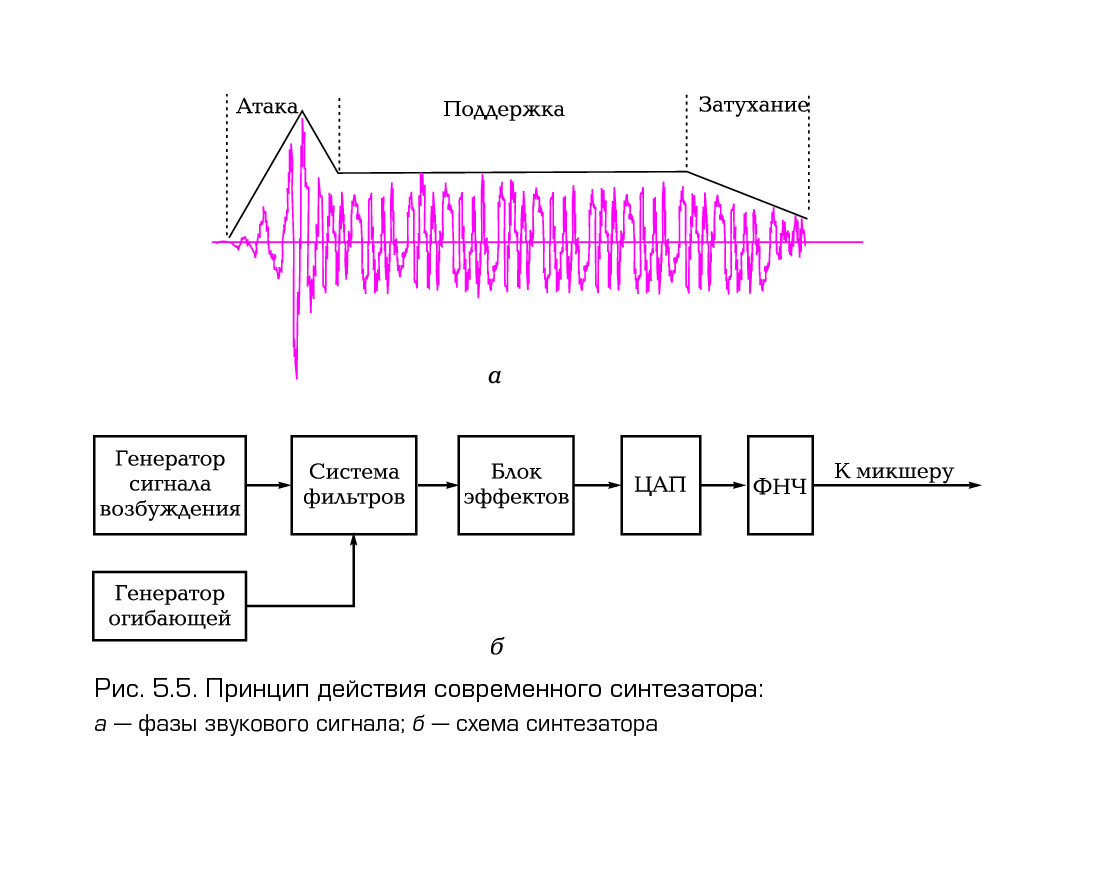 Атака
Поддержка
Затухание
а
Генератор
сигнала
возбуждения
Система
фильтров
Блок
эффектов
ЦАП
ФНЧ
К микшеру
Генератор
огибающей
б
Рис. 5.5. Принцип действия современного синтезатора:
а — фазы звукового сигнала; б — схема синтезатора